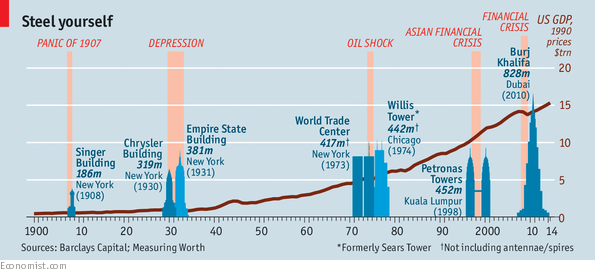 Steel yourself
PANIC OF 1907
DEPRESSION
OIL SHOCK
ASIAN FINANCIAL
CRISIS
FINANCIAL
CRISIS
US GDP,
1990
prices
$trn
Singer
Building
186m
New York
(1908)
Chrysler
Building
319m
New York
(1930)
Empire State
Building
381m
New York
(1931)
World Trade
Center
417m†
New York
(1973)
Willis
Tower*
442m†
Chicago
(1974)
Petronas
Towers
452m
Kuala Lumpur
(1998)
Burj
Khalifa
828m
Dubai
(2010)
20
15
10
5
0
1900 10 20 30 40 50 60 70 80 90 2000 10 14
Sources: Barclays Capital; Measuring Worth
*Formerly Sears Tower †Not including antennae/spires
Economist.com